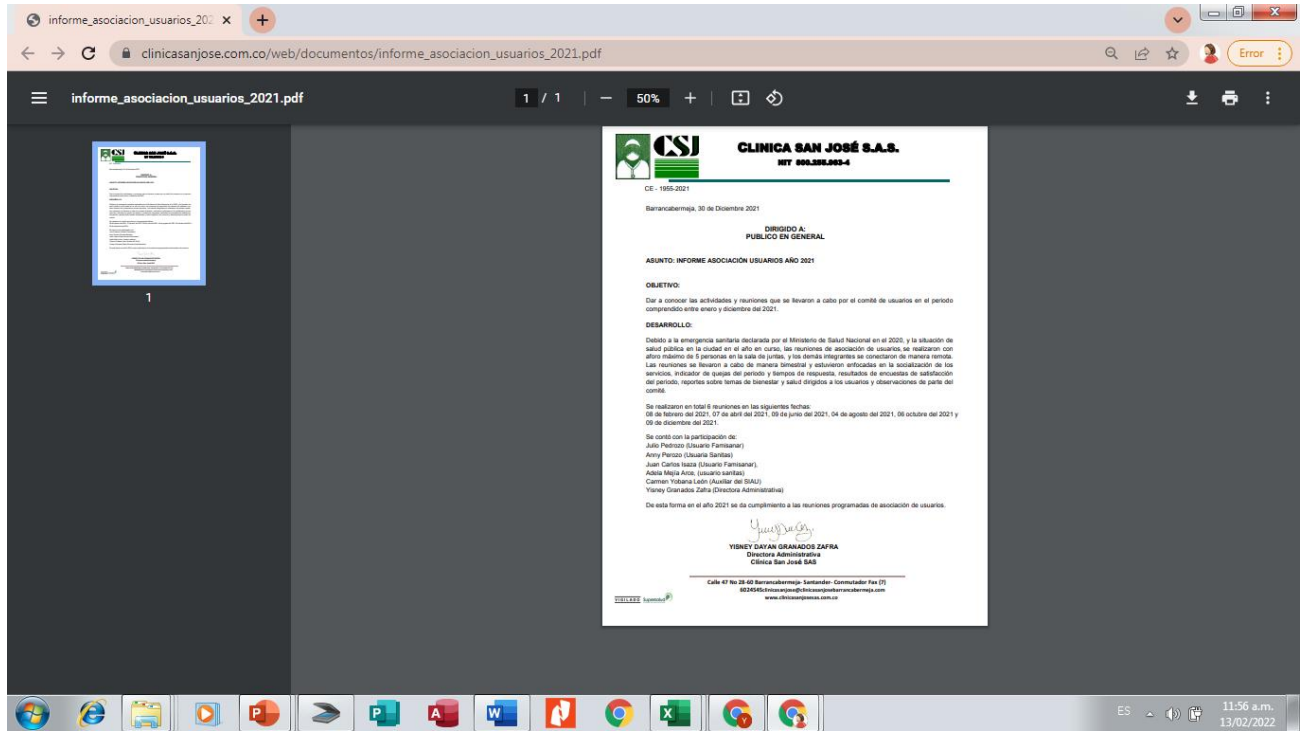 informe_asociacion_usuarios_202
clinicasanjose.com.co/web/documentos/informe_asociacion_usuarios_2021.pdf
Error
informe_asociacion_usuarios_2021.pdf
1 / 1
50%
1
CSJ
CLINICA SAN JOSÉ S.A.S.
NIT 800.255.963-4
CE - 1955-2021
Barrancabermeja, 30 de Diciembre 2021
DIRIGIDO A:
PUBLICO EN GENERAL
ASUNTO: INFORME ASOCIACIÓN USUARIOS AÑO 2021
OBJETIVO:
Dar a conocer las actividades y reuniones que se llevaron a cabo por el comité de usuarios en el periodo
comprendido entre enero y diciembre del 2021.
DESARROLLO:
Debido a la emergencia sanitaria declarada por el Ministerio de Salud Nacional en el 2020, y la situación de
salud pública en la ciudad en el año en curso, las reuniones de asociación de usuarios, se realizaron con
aforo máximo de 5 personas en la sala de juntas, y los demás integrantes se conectaron de manera remota.
Las reuniones se llevaron a cabo de manera bimestral y estuvieron enfocadas en la socialización de los
servicios, indicador de quejas del periodo y tiempos de respuesta, resultados de encuestas de satisfacción
del periodo, reportes sobre temas de bienestar y salud dirigidos a los usuarios y observaciones de parte del
comité.
Se realizaron en total 6 reuniones en las siguientes fechas:
08 de febrero del 2021, 07 de abril del 2021, 09 de junio del 2021, 04 de agosto del 2021, 06 octubre del 2021 y
09 de diciembre del 2021.
Se contó con la participación de:
Julio Pedrozo (Usuario Famisanar)
Anny Perozo (Usuaria Sanitas)
Juan Carlos Isaza (Usuario Famisanar),
Adela Mejía Arce, (usuario sanitas)
Carmen Yobana León (Auxiliar del SIAU)
Yisney Granados Zafra (Directora Administrativa)
De esta forma en el año 2021 se da cumplimiento a las reuniones programadas de asociación de usuarios.
YISNEY DAYAN GRANADOS ZAFRA
Directora Administrativa
Clínica San José SAS
Calle 47 No 28-60 Barrancabermeja- Santander- Conmutador Fax (7)
6024545clinicasanjose@clinicasanjosebarrancabermeja.com
www.clinicasanjosesas.com.co
VIGILADO Supersalud
ES
11:56 a.m.
13/02/2022